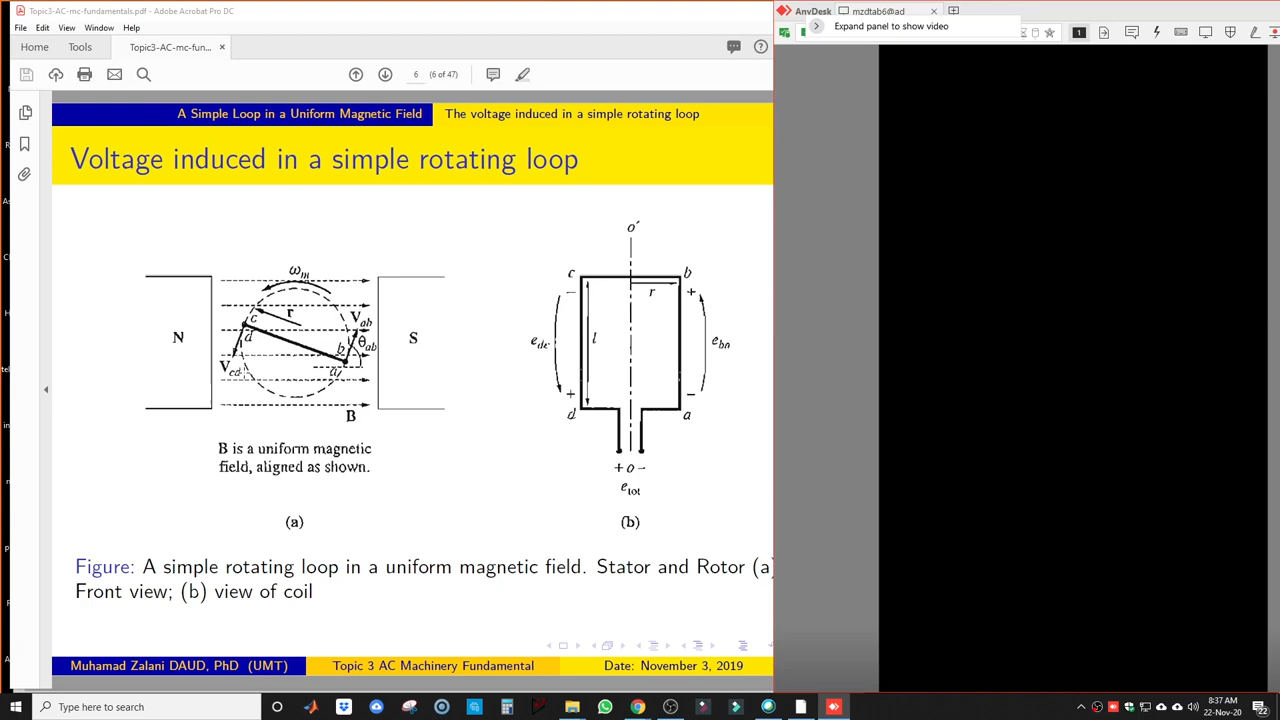 Topic3-AC-mc-fundamentals.pdf - Adobe Acrobat Pro DC
File Edit View Window Help
Home Tools Topic3-AC-mc-fun... ×
6 (6 of 47)
A Simple Loop in a Uniform Magnetic Field The voltage induced in a simple rotating loop
Voltage induced in a simple rotating loop
ωm
r
c
d
Vab
θab
b
a
Vcd
N
S
B
B is a uniform magnetic
field, aligned as shown.
(a)
o´
c b
− r +
edc l
+ −
d a
+ o −
etot
(b)
Figure: A simple rotating loop in a uniform magnetic field. Stator and Rotor (a)
Front view; (b) view of coil
Muhamad Zalani DAUD, PhD (UMT) Topic 3 AC Machinery Fundamental Date: November 3, 2019
AnyDesk mzdtab6@ad ×
Expand panel to show video
1
Type here to search
8:37 AM
22-Nov-20
22